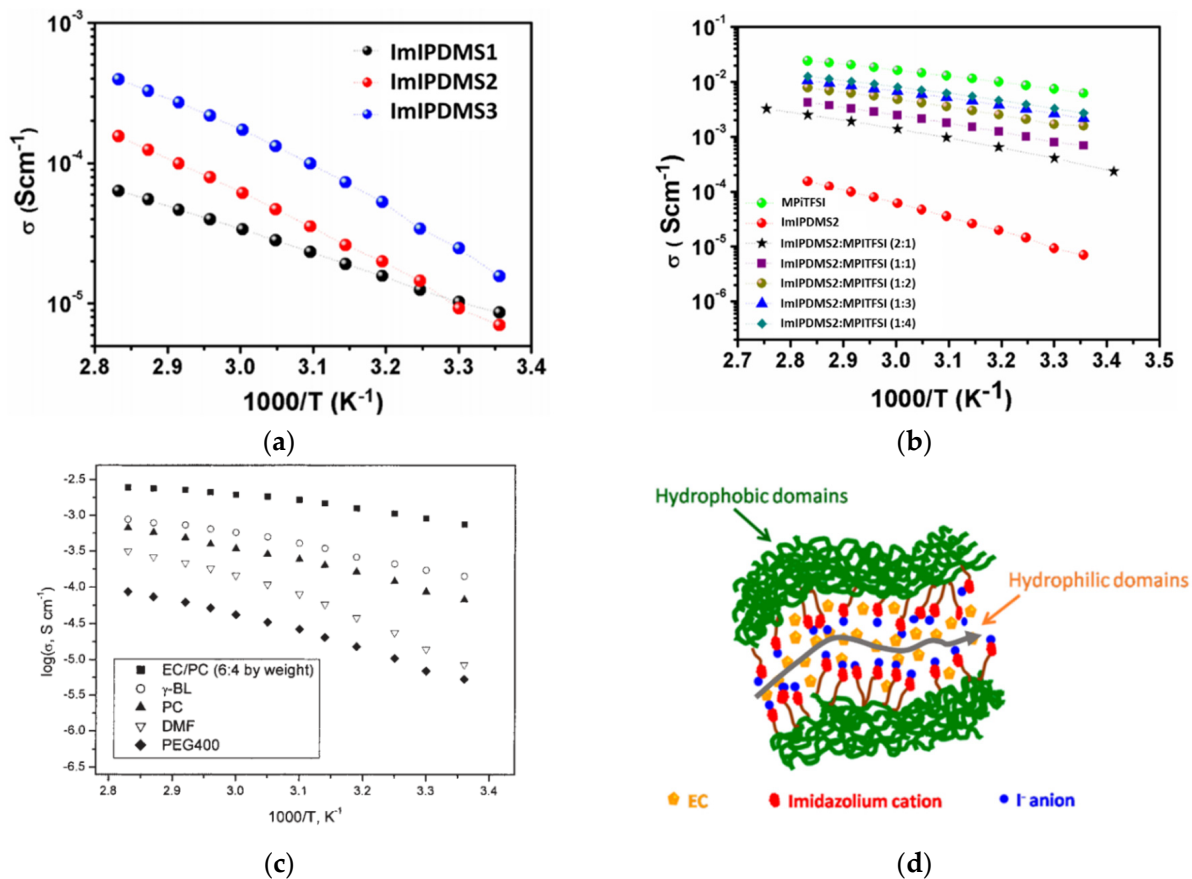 10⁻³
10⁻⁴
10⁻⁵
σ (Scm⁻¹)
ImIPDMS1
ImIPDMS2
ImIPDMS3
2.8 2.9 3.0 3.1 3.2 3.3 3.4
1000/T (K⁻¹)
(a)
10⁻¹
10⁻²
10⁻³
10⁻⁴
10⁻⁵
10⁻⁶
σ ( Scm⁻¹)
MPiTFSI
ImIPDMS2
ImIPDMS2:MPITFSI (2:1)
ImIPDMS2:MPITFSI (1:1)
ImIPDMS2:MPITFSI (1:2)
ImIPDMS2:MPITFSI (1:3)
ImIPDMS2:MPITFSI (1:4)
2.7 2.8 2.9 3.0 3.1 3.2 3.3 3.4 3.5
1000/T (K⁻¹)
(b)
-2.5
-3.0
-3.5
-4.0
-4.5
-5.0
-5.5
-6.0
-6.5
log(σ, S cm⁻¹)
EC/PC (6:4 by weight)
γ-BL
PC
DMF
PEG400
2.8 2.9 3.0 3.1 3.2 3.3 3.4
1000/T, K⁻¹
(c)
Hydrophobic domains
Hydrophilic domains
EC Imidazolium cation I⁻ anion
(d)